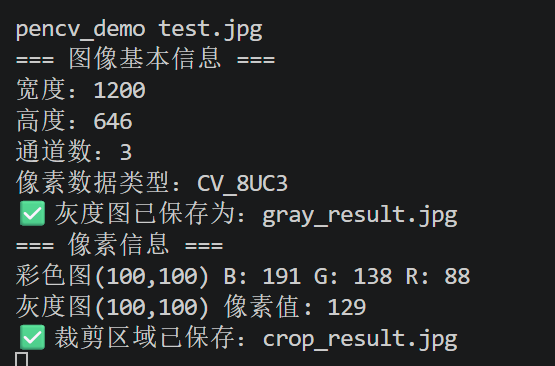 pencv_demo test.jpg
=== 图像基本信息 ===
宽度: 1200
高度: 646
通道数: 3
像素数据类型: CV_8UC3
✅ 灰度图已保存为: gray_result.jpg
=== 像素信息 ===
彩色图(100,100) B: 191 G: 138 R: 88
灰度图(100,100) 像素值: 129
✅ 裁剪区域已保存: crop_result.jpg